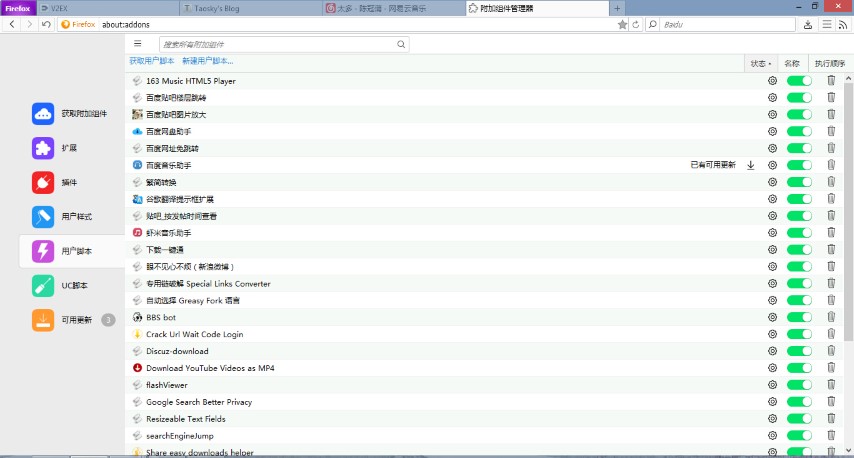 Firefox
V2EX
Taosky's Blog
太多 - 陈冠蒲 - 网易云音乐
附加组件管理器
Firefox
about:addons
Baidu
搜索所有附加组件
获取用户脚本
新建用户脚本...
状态
名称
执行顺序
获取附加组件
扩展
插件
用户样式
用户脚本
UC脚本
可用更新
3
163 Music HTML5 Player
百度贴吧楼层跳转
百度贴吧图片放大
百度网盘助手
百度网址免跳转
百度音乐助手
已有可用更新
繁简转换
谷歌翻译提示框扩展
贴吧_按发帖时间查看
虾米音乐助手
下载一键通
眼不见心不烦（新浪微博）
专用链破解 Special Links Converter
自动选择 Greasy Fork 语言
BBS bot
Crack Url Wait Code Login
Discuz-download
Download YouTube Videos as MP4
flashViewer
Google Search Better Privacy
Resizeable Text Fields
searchEngineJump
Share easy downloads helper